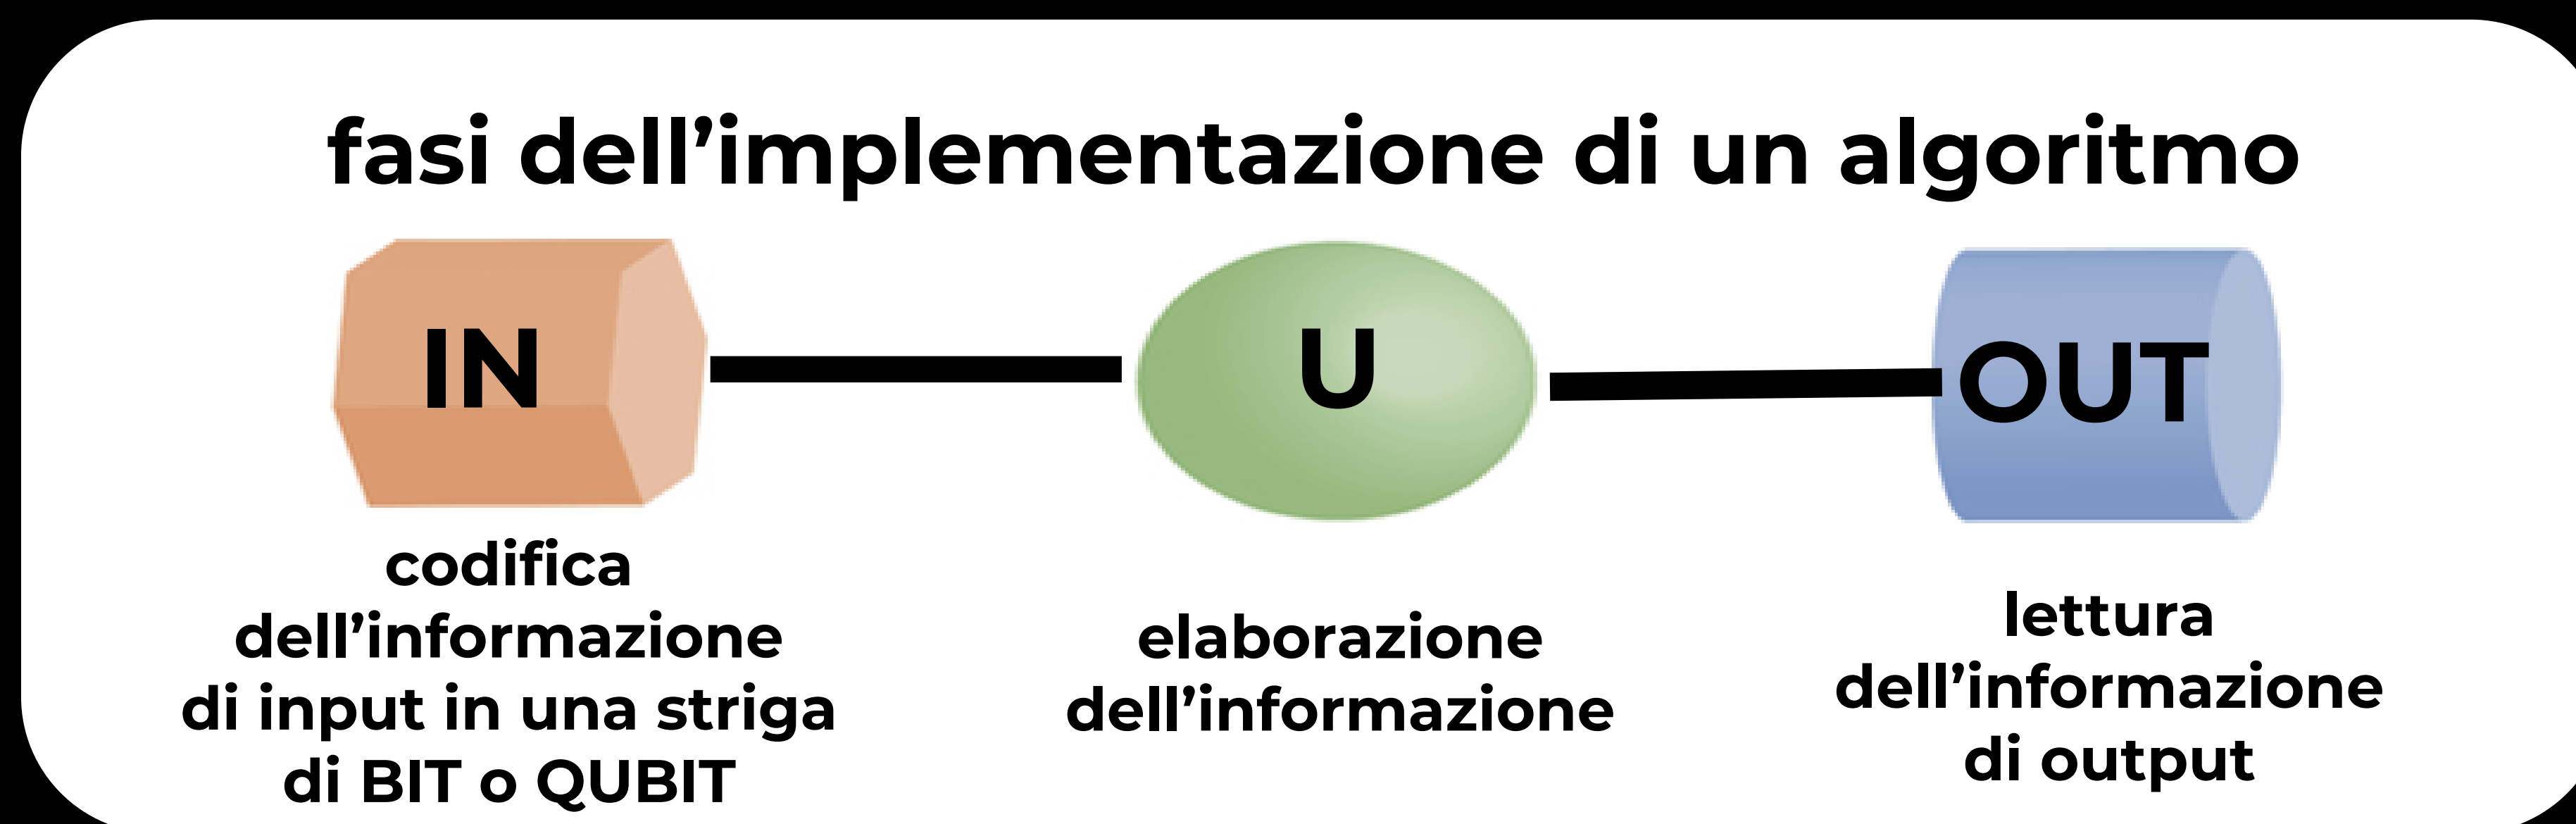 fasi dell’implementazione di un algoritmo
IN
U
OUT
codifica
dell’informazione
di input in una striga
di BIT o QUBIT
elaborazione
dell’informazione
lettura
dell’informazione
di output